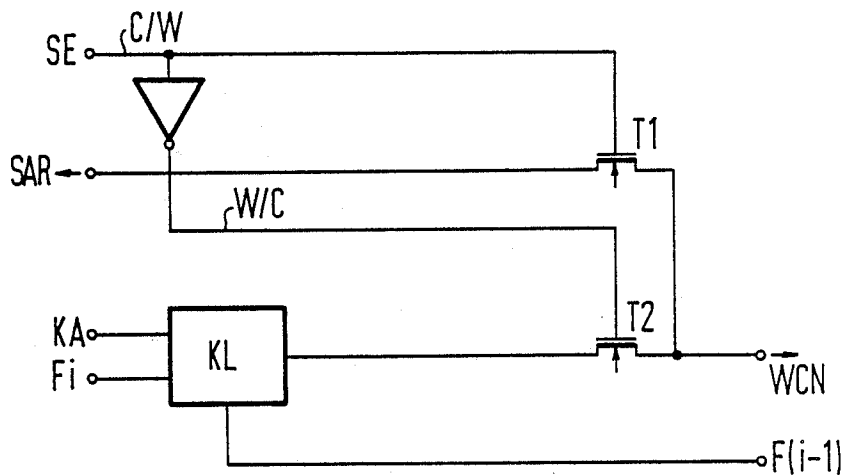 C/W
SE
T1
SAR
W/C
T2
KA
KL
Fi
WCN
F(i-1)